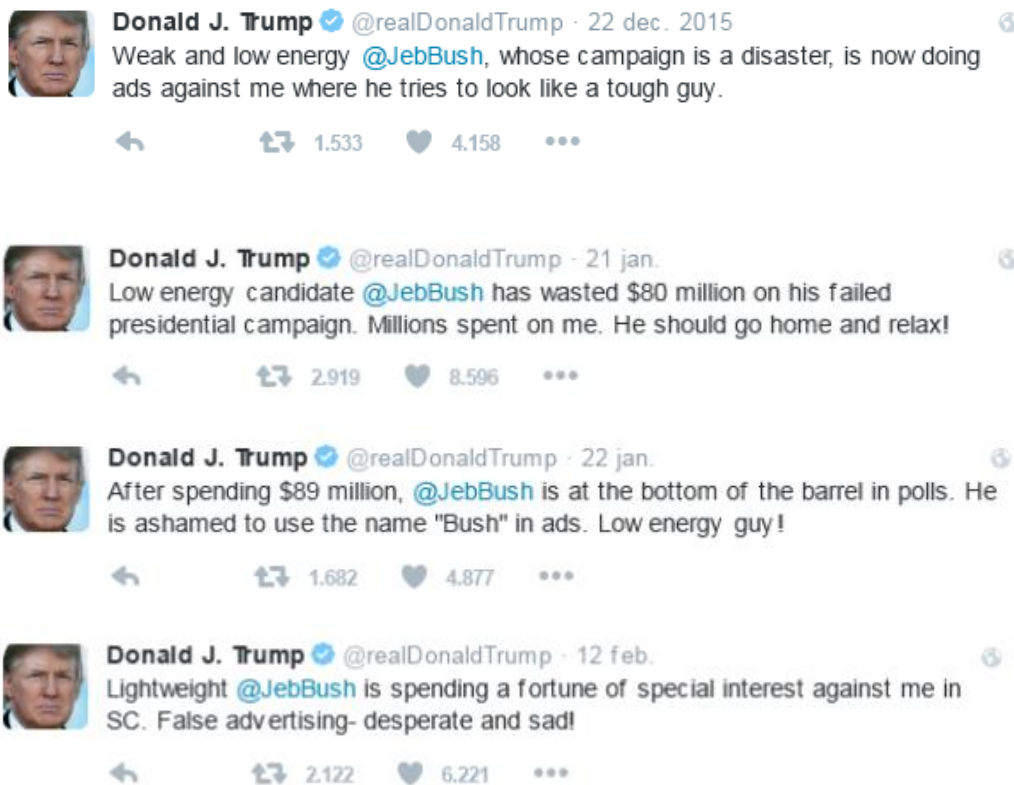 Donald J. Trump @realDonaldTrump · 22 dec. 2015
Weak and low energy @JebBush, whose campaign is a disaster, is now doing
ads against me where he tries to look like a tough guy.
1.533 4.158
Donald J. Trump @realDonaldTrump · 21 jan.
Low energy candidate @JebBush has wasted $80 million on his failed
presidential campaign. Millions spent on me. He should go home and relax!
2.919 8.596
Donald J. Trump @realDonaldTrump · 22 jan.
After spending $89 million, @JebBush is at the bottom of the barrel in polls. He
is ashamed to use the name "Bush" in ads. Low energy guy!
1.682 4.877
Donald J. Trump @realDonaldTrump · 12 feb.
Lightweight @JebBush is spending a fortune of special interest against me in
SC. False advertising- desperate and sad!
2.122 6.221